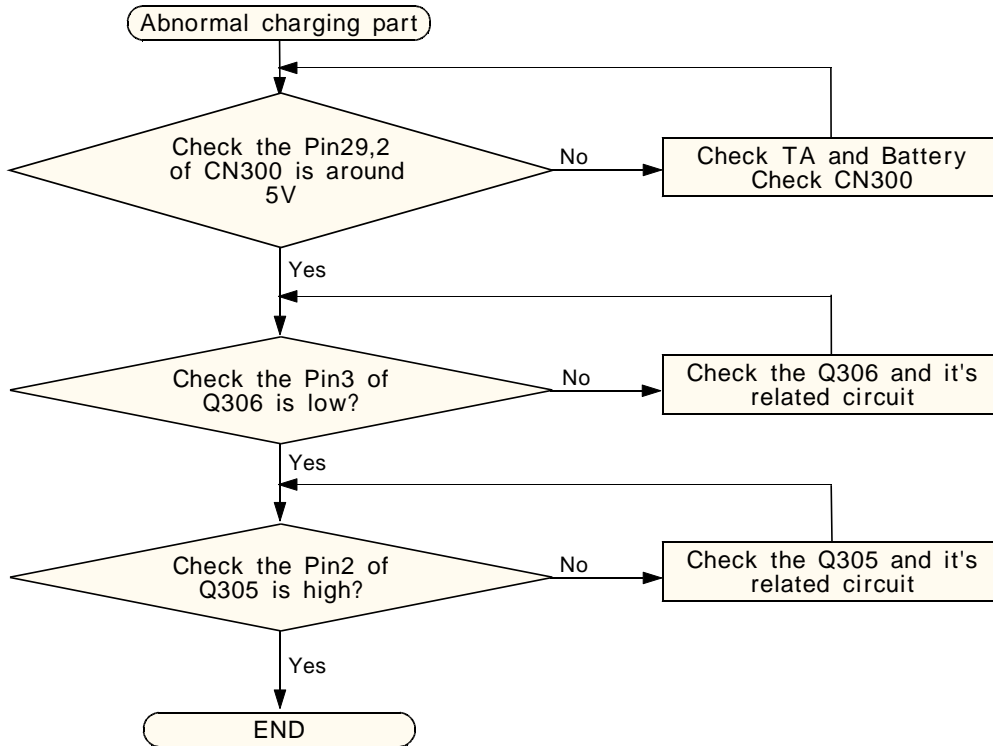 Abnormal charging part
Check the Pin29,2
of CN300 is around
5V
No
Check TA and Battery
Check CN300
Yes
Check the Pin3 of
Q306 is low?
No
Check the Q306 and it's
related circuit
Yes
Check the Pin2 of
Q305 is high?
No
Check the Q305 and it's
related circuit
Yes
END